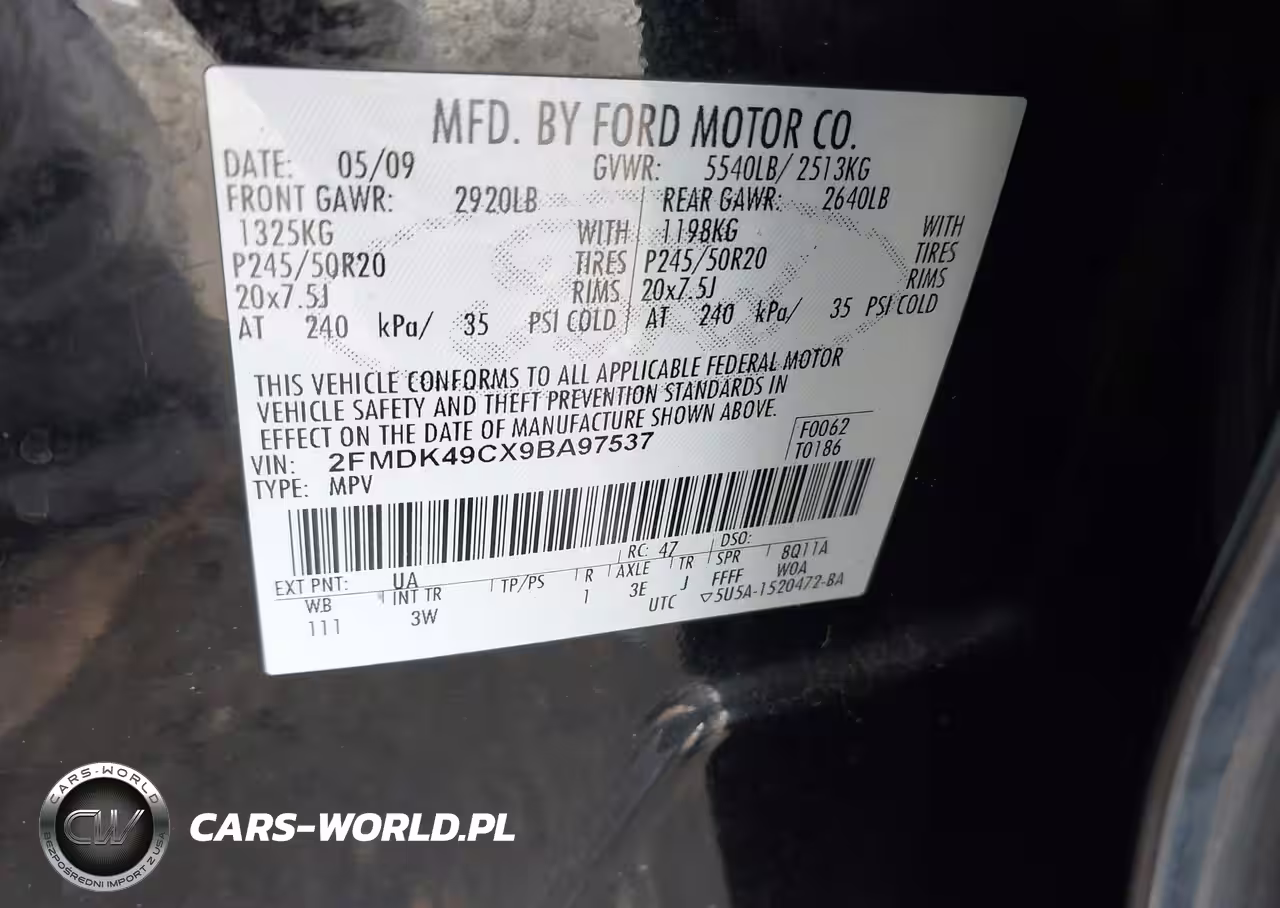 MFD. BY FORD MOTOR CO.
DATE: 05/09 GVWR: 5540LB/ 2513KG
FRONT GAWR: 2920LB REAR GAWR: 2640LB
1325KG WITH 1198KG WITH
P245/50R20 TIRES P245/50R20 TIRES
20x7.5J RIMS 20x7.5J RIMS
AT 240 kPa/ 35 PSI COLD AT 240 kPa/ 35 PSI COLD
THIS VEHICLE CONFORMS TO ALL APPLICABLE FEDERAL MOTOR
VEHICLE SAFETY AND THEFT PREVENTION STANDARDS IN
EFFECT ON THE DATE OF MANUFACTURE SHOWN ABOVE.
VIN: 2FMDK49CX9BA97537 F0062
TYPE: MPV T0186
EXT PNT: UA RC: 47 DSO:
WB INT TR TP/PS R AXLE TR SPR 8Q11A
111 3W 1 3E J FFFF W0A
UTC ▽5U5A-1520472-BA
CARS-WORLD
CW
BEZPOŚREDNI IMPORT Z USA
CARS-WORLD.PL